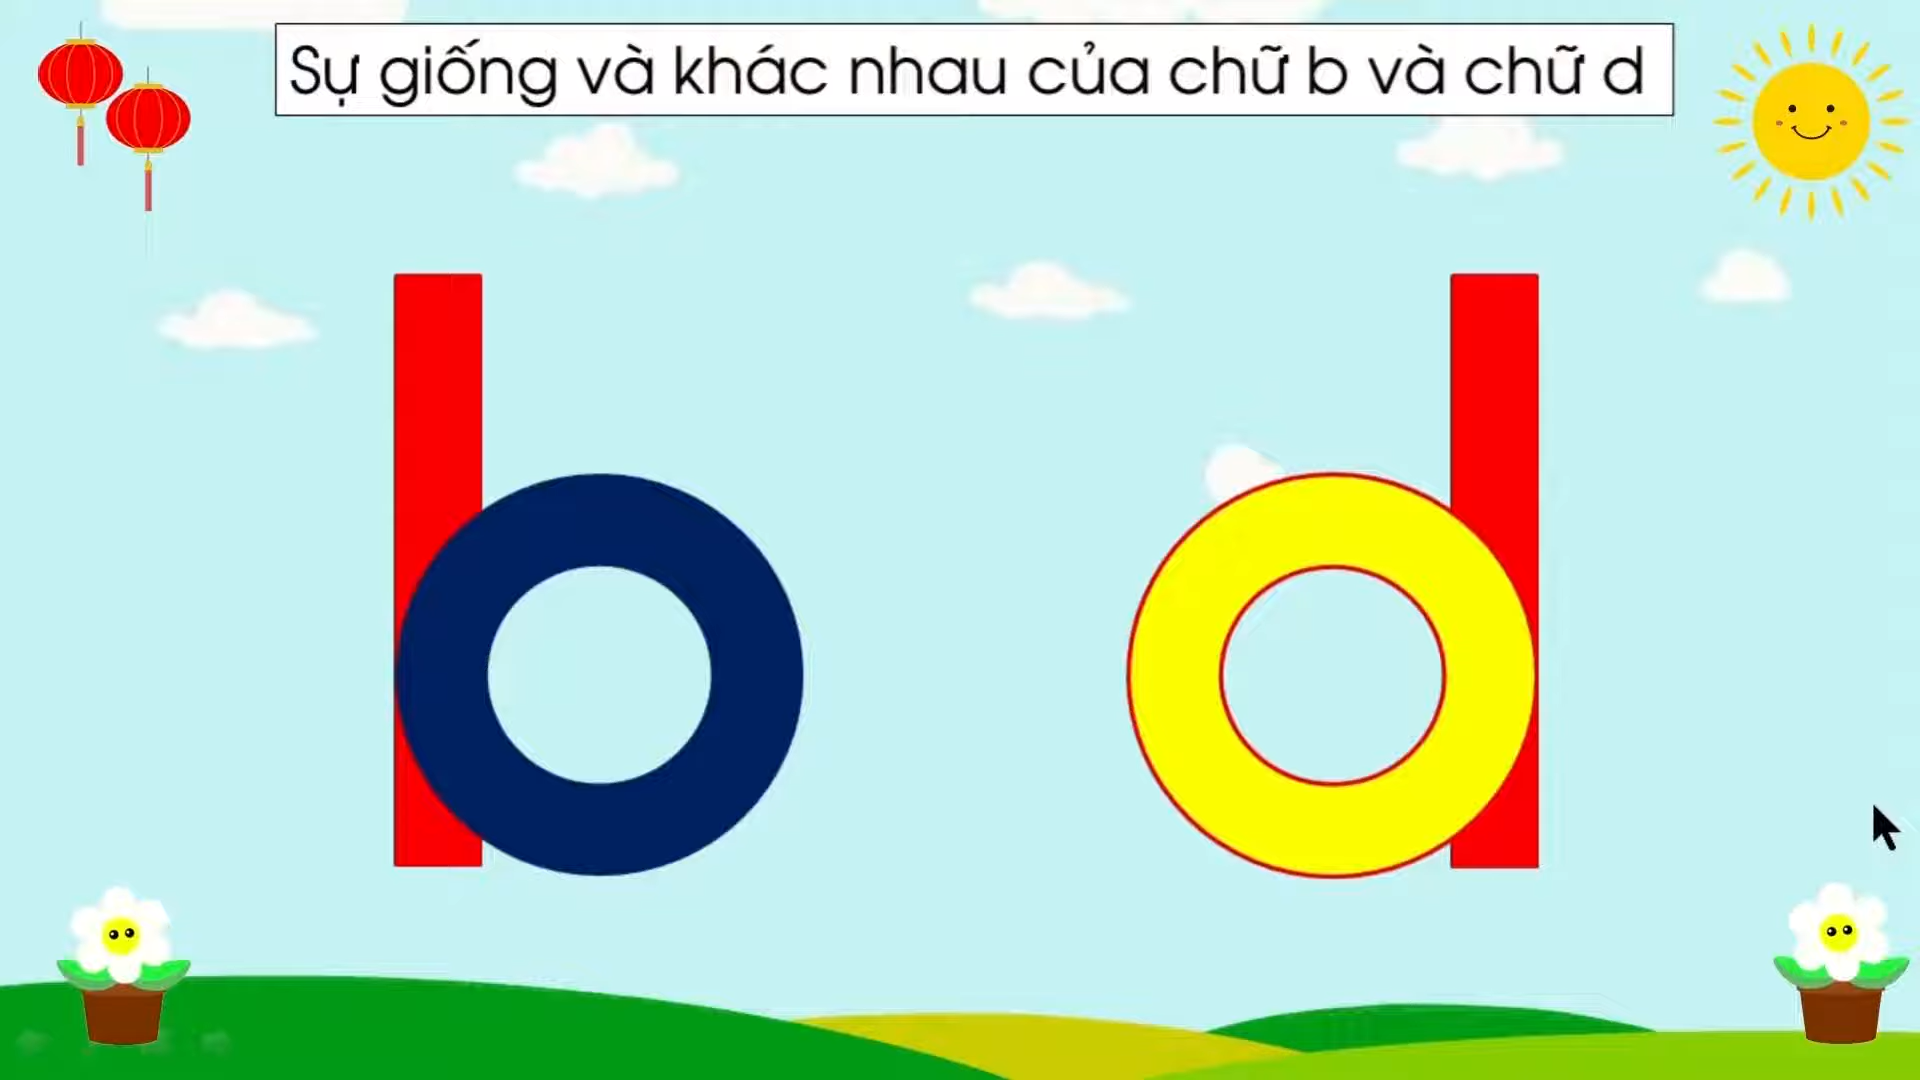 Sự giống và khác nhau của chữ b và chữ d
b d